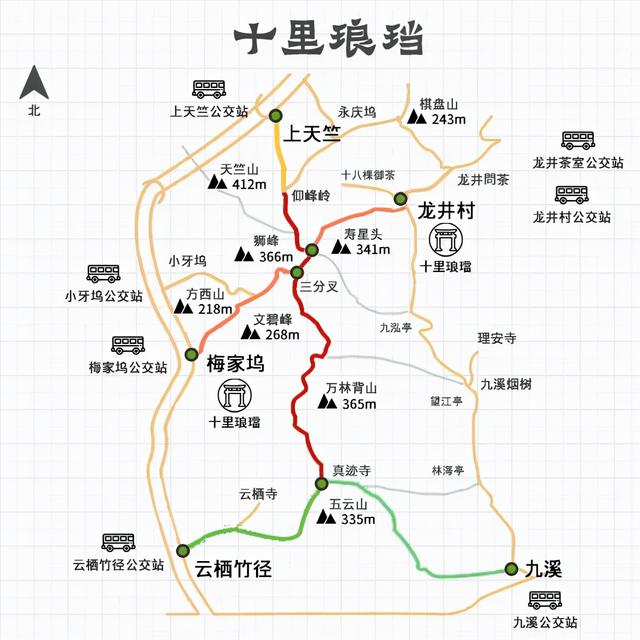 十里琅珰
北
上天竺公交站
永庆坞
棋盘山
243m
上天竺
龙井茶室公交站
天竺山
412m
十八棵御茶
龙井問茶
仰峰岭
龙井村
龙井村公交站
狮峰
366m
寿星头
341m
十里琅璫
小牙坞
小牙坞公交站
三分叉
方西山
218m
文碧峰
268m
九泓亭
理安寺
梅家坞公交站
梅家坞
九溪烟树
十里琅璫
万林背山
365m
望江亭
真迹寺
林海亭
云栖寺
五云山
335m
云栖竹径公交站
云栖竹径
九溪
九溪公交站